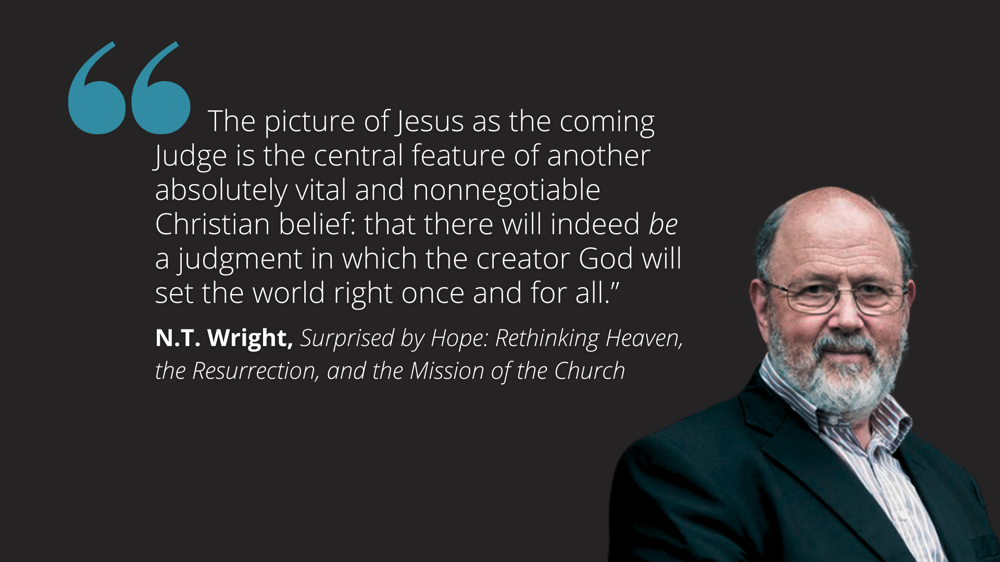 “The picture of Jesus as the coming
Judge is the central feature of another
absolutely vital and nonnegotiable
Christian belief: that there will indeed be
a judgment in which the creator God will
set the world right once and for all.”
N.T. Wright, Surprised by Hope: Rethinking Heaven,
the Resurrection, and the Mission of the Church